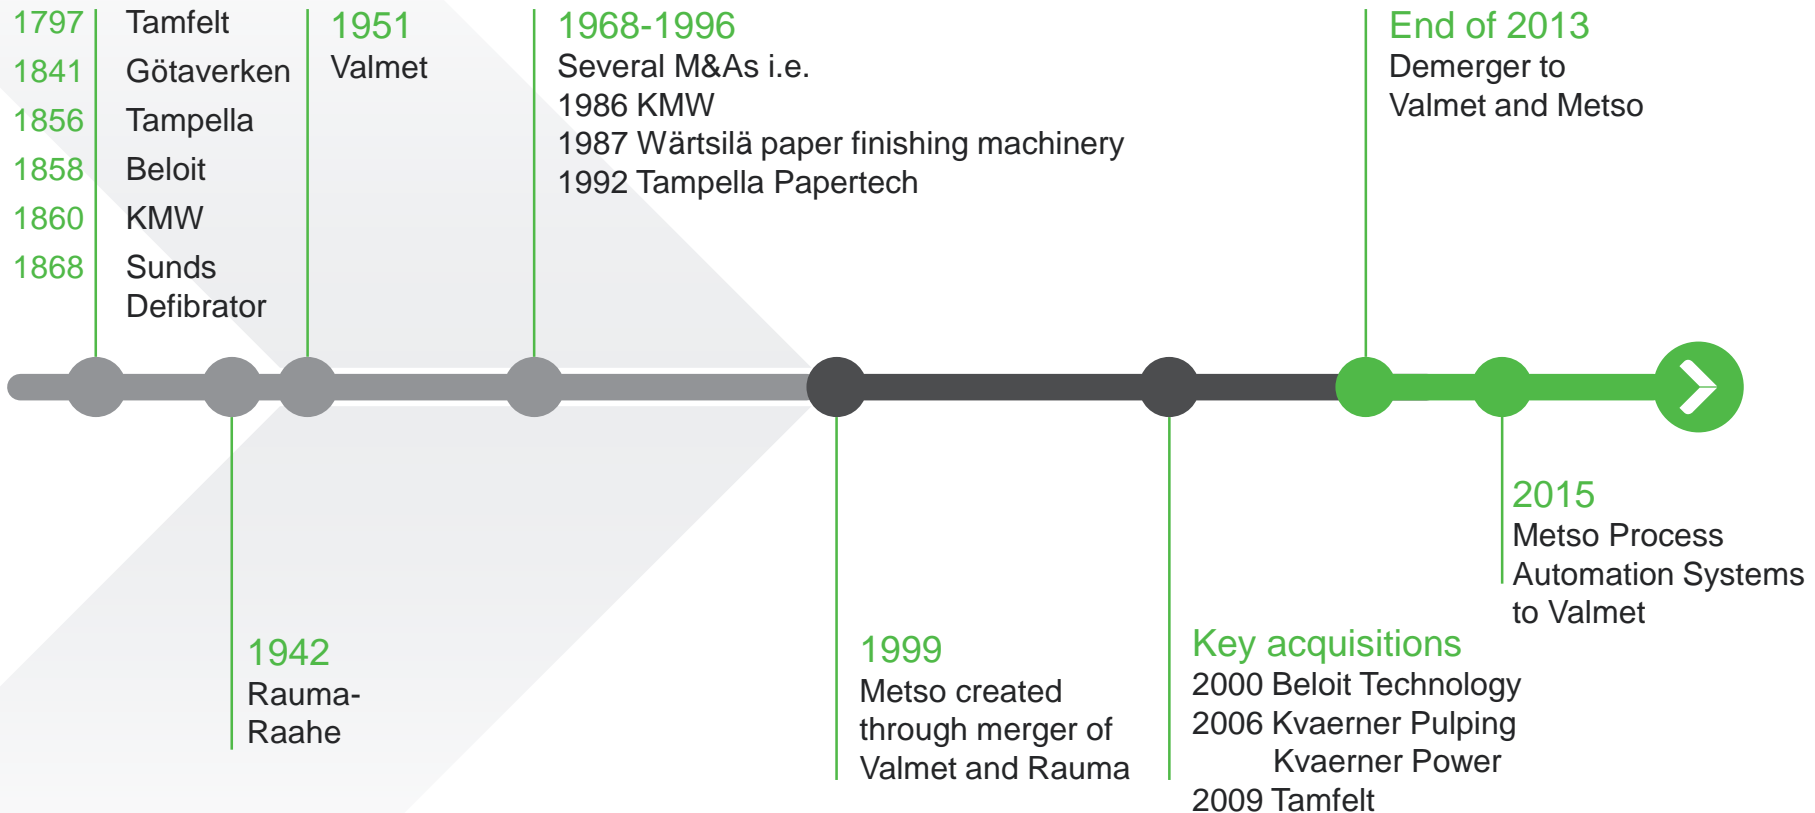 1797 Tamfelt
1841 Götaverken
1856 Tampella
1858 Beloit
1860 KMW
1868 Sunds
Defibrator
1942
Rauma-
Raahe
1951
Valmet
1968-1996
Several M&As i.e.
1986 KMW
1987 Wärtsilä paper finishing machinery
1992 Tampella Papertech
1999
Metso created
through merger of
Valmet and Rauma
Key acquisitions
2000 Beloit Technology
2006 Kvaerner Pulping
Kvaerner Power
2009 Tamfelt
End of 2013
Demerger to
Valmet and Metso
2015
Metso Process
Automation Systems
to Valmet